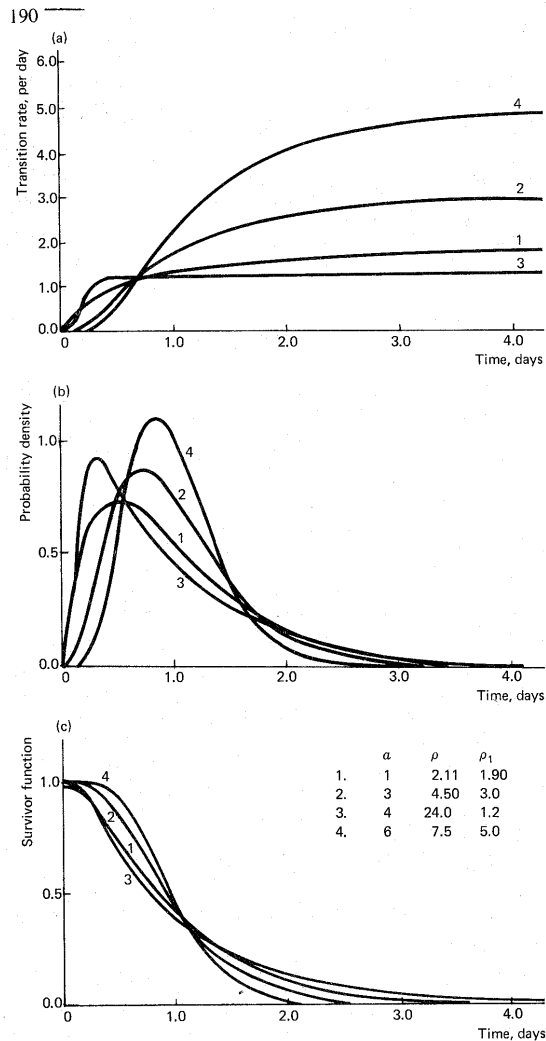 190
(a)
Transition rate, per day
6.0
5.0
4.0
3.0
2.0
1.0
0.0
4
2
1
3
0 1.0 3.0 4.0
Time, days
(b)
Probability density
1.0
0.5
0.0
4
2
1
3
0 1.0 2.0 3.0 4.0
Time, days
(c)
Survivor function
1.0
0.5
0.0
4
2
1
3
a ρ ρ1
1. 1 2.11 1.90
2. 3 4.50 3.0
3. 4 24.0 1.2
4. 6 7.5 5.0
0 1.0 2.0 3.0 4.0
Time, days